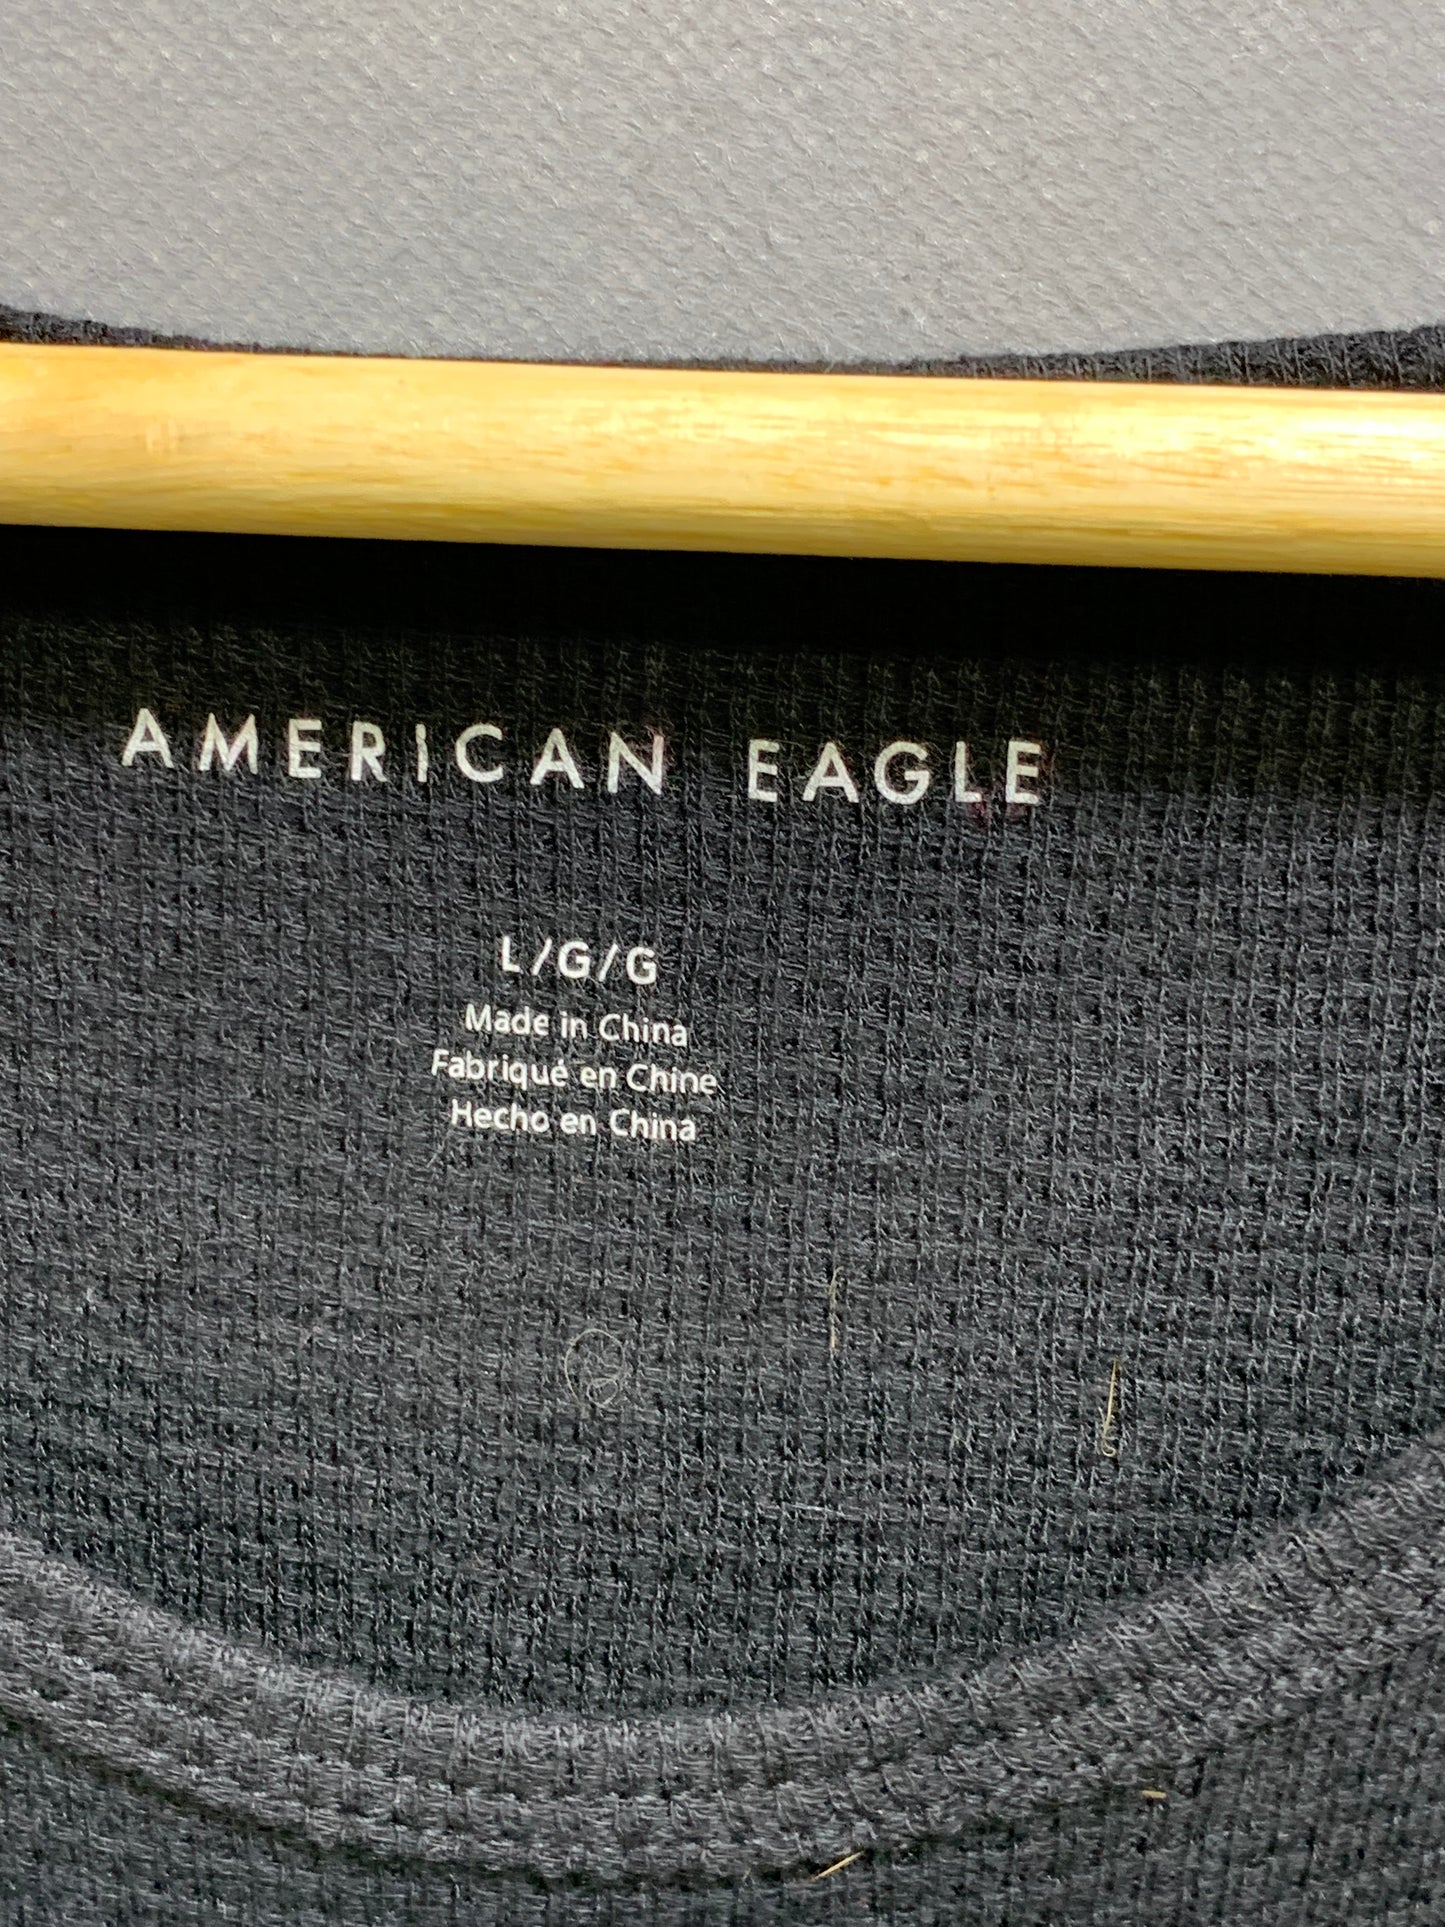 AMERICAN EAGLE
L/G/G
Made in China
Fabriqué en Chine
Hecho en China